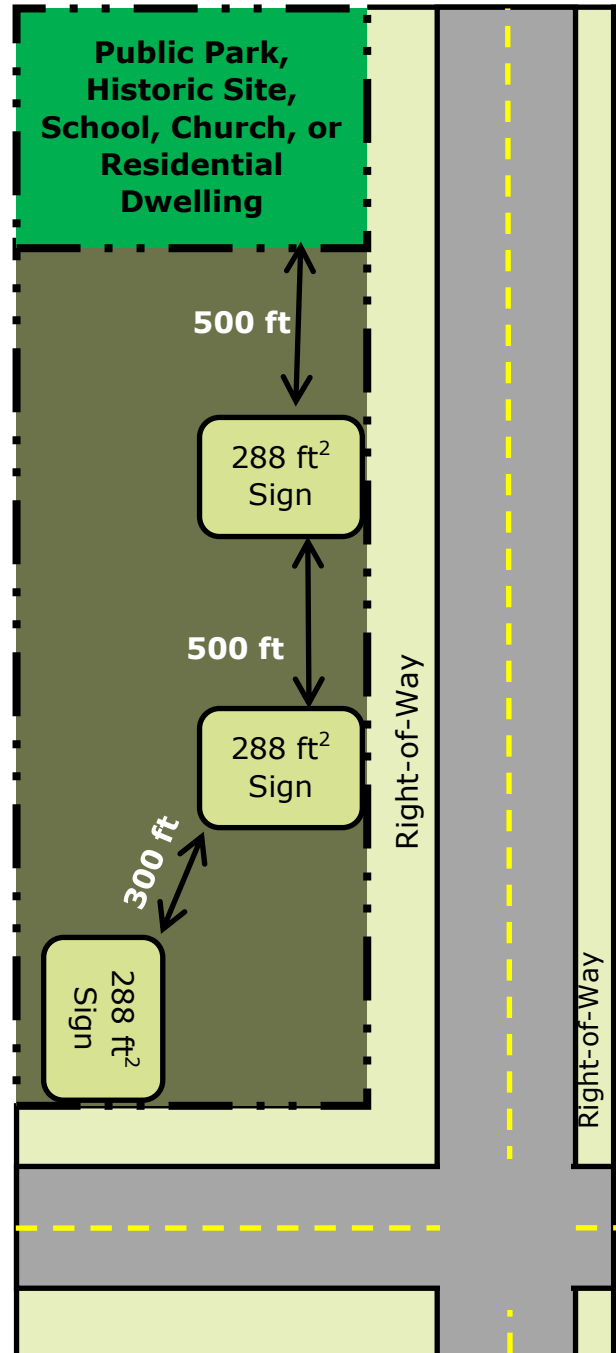 Public Park,
Historic Site,
School, Church, or
Residential
Dwelling
500 ft
288 ft²
Sign
500 ft
288 ft²
Sign
Right-of-Way
300 ft
288 ft²
Sign
Right-of-Way